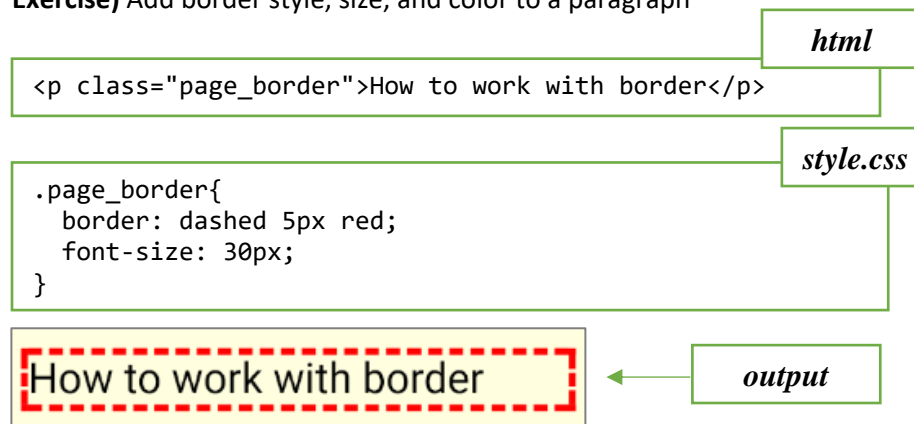 Exercise) Add border style, size, and color to a paragraph
html
<p class="page_border">How to work with border</p>
style.css
.page_border{
border: dashed 5px red;
font-size: 30px;
}
How to work with border
output